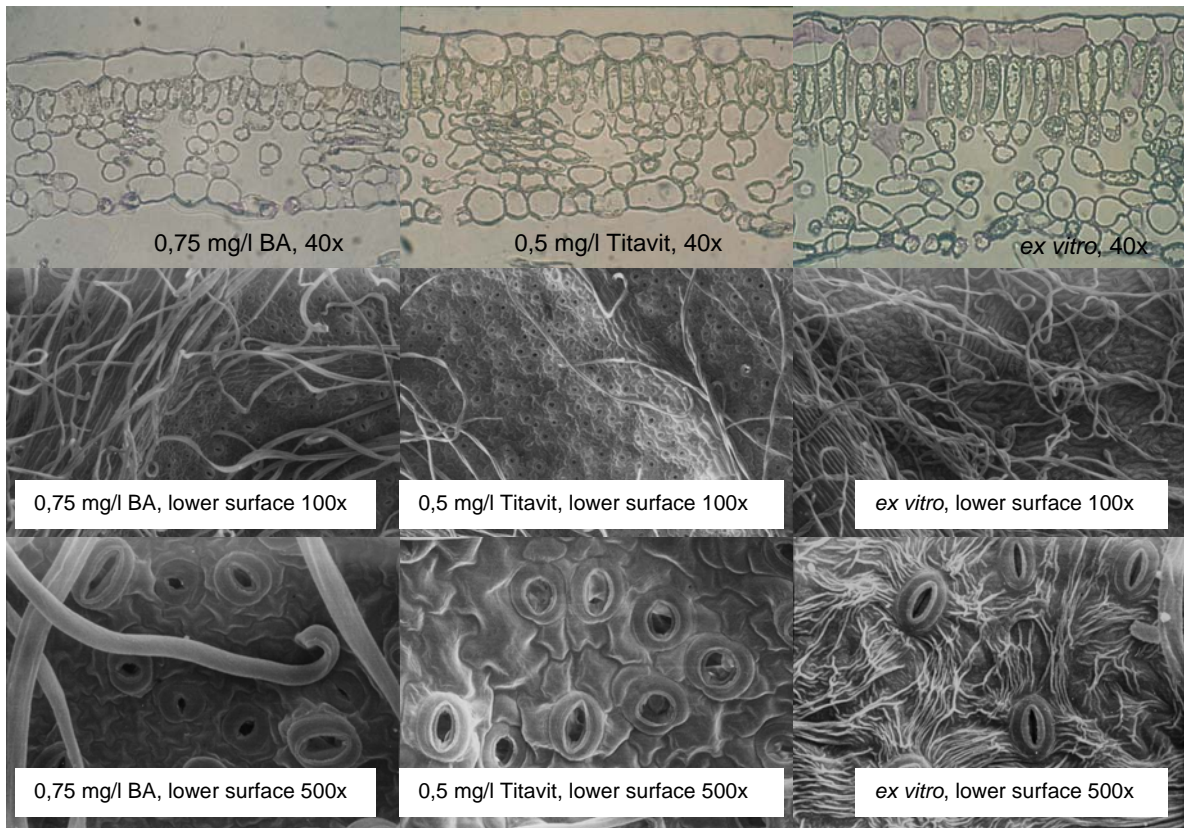 0,75 mg/l BA, 40x
0,5 mg/l Titavit, 40x
ex vitro, 40x
0,75 mg/l BA, lower surface 100x
0,5 mg/l Titavit, lower surface 100x
ex vitro, lower surface 100x
0,75 mg/l BA, lower surface 500x
0,5 mg/l Titavit, lower surface 500x
ex vitro, lower surface 500x